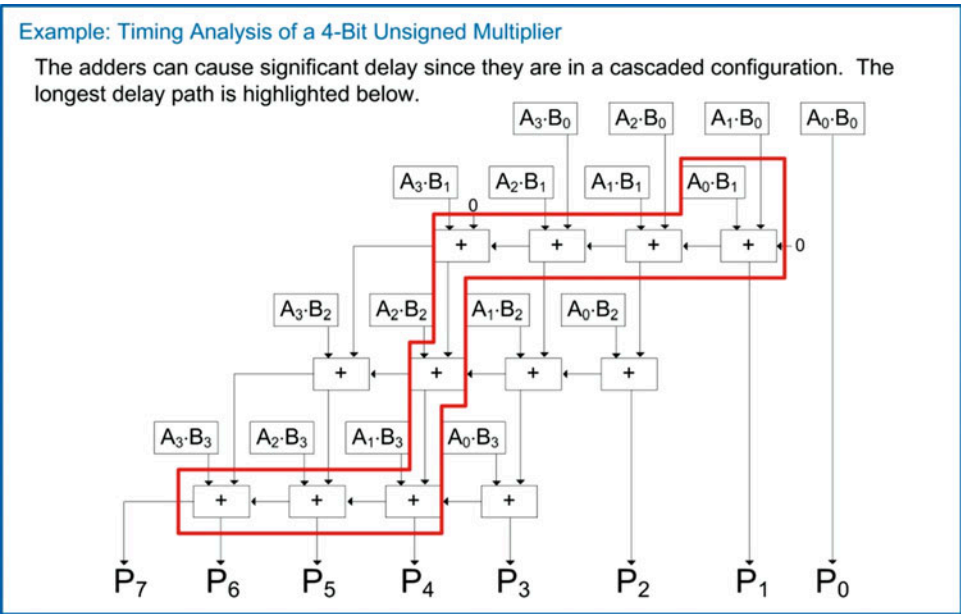 Example: Timing Analysis of a 4-Bit Unsigned Multiplier
The adders can cause significant delay since they are in a cascaded configuration.  The
longest delay path is highlighted below.
A₃·B₀ A₂·B₀ A₁·B₀ A₀·B₀
A₃·B₁ A₂·B₁ A₁·B₁ A₀·B₁
0
+ + + + 0
A₃·B₂ A₂·B₂ A₁·B₂ A₀·B₂
+ + + +
A₃·B₃ A₂·B₃ A₁·B₃ A₀·B₃
+ + + +
P₇ P₆ P₅ P₄ P₃ P₂ P₁ P₀